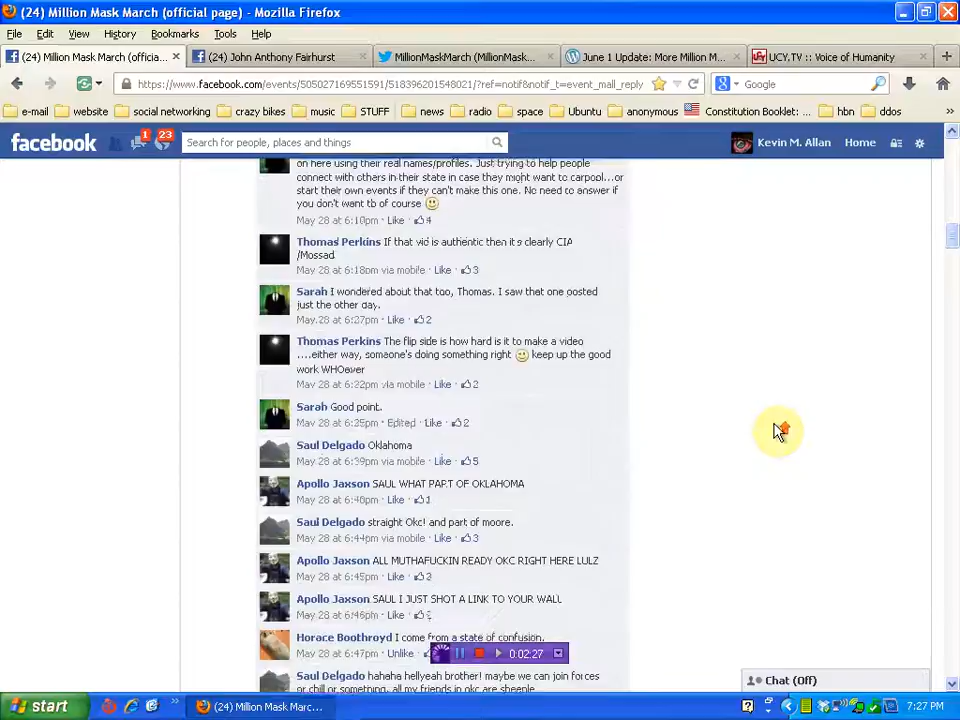 (24) Million Mask March (official page) - Mozilla Firefox
File Edit View History Bookmarks Tools Help
(24) Million Mask March (officia... × (24) John Anthony Fairhurst × MillionMaskMarch (MillionMask... × June 1 Update: More Million M... × UCY.TV :: Voice of Humanity ×
https://www.facebook.com/events/505027169551591/518396201548021/?ref=notif&notif_t=event_mall_reply Google
e-mail website social networking crazy bikes music STUFF news radio space Ubuntu anonymous Constitution Booklet: ... hbn ddos
facebook 1 23 Search for people, places and things Kevin M. Allan Home
on here using their real names/profiles. Just trying to help people
connect with others in their state in case they might want to carpool...or
start their own events if they can't make this one. No need to answer if
you don't want tb of course
May 28 at 6:10pm · Like · 4
Thomas Perkins If that vid is authentic then it's clearly CIA
/Mossad.
May 28 at 6:18pm via mobile · Like · 3
Sarah I wondered about that too, Thomas. I saw that one posted
just the other day.
May 28 at 6:27pm · Like · 2
Thomas Perkins The flip side is how hard is it to make a video
....either way, someone's doing something right keep up the good
work WHOever
May 28 at 6:22pm via mobile · Like · 2
Sarah Good point.
May 28 at 6:25pm · Edited · Like · 2
Saul Delgado Oklahoma
May 28 at 6:39pm via mobile · Like · 5
Apollo Jaxson SAUL WHAT PART OF OKLAHOMA
May 28 at 6:40pm · Like · 1
Saul Delgado straight Okc! and part of moore.
May 28 at 6:44pm via mobile · Like · 3
Apollo Jaxson ALL MUTHAFUCKIN READY OKC RIGHT HERE LULZ
May 28 at 6:45pm · Like · 2
Apollo Jaxson SAUL I JUST SHOT A LINK TO YOUR WALL
May 28 at 6:46pm · Like
Horace Boothroyd I come from a state of confusion.
May 28 at 6:47pm · Unlike
0:02:27
Saul Delgado hahaha hellyeah brother! maybe we can join forces
or chill or something, all my friends in okc are sheeple
Chat (Off)
start (24) Million Mask Marc... 7:27 PM